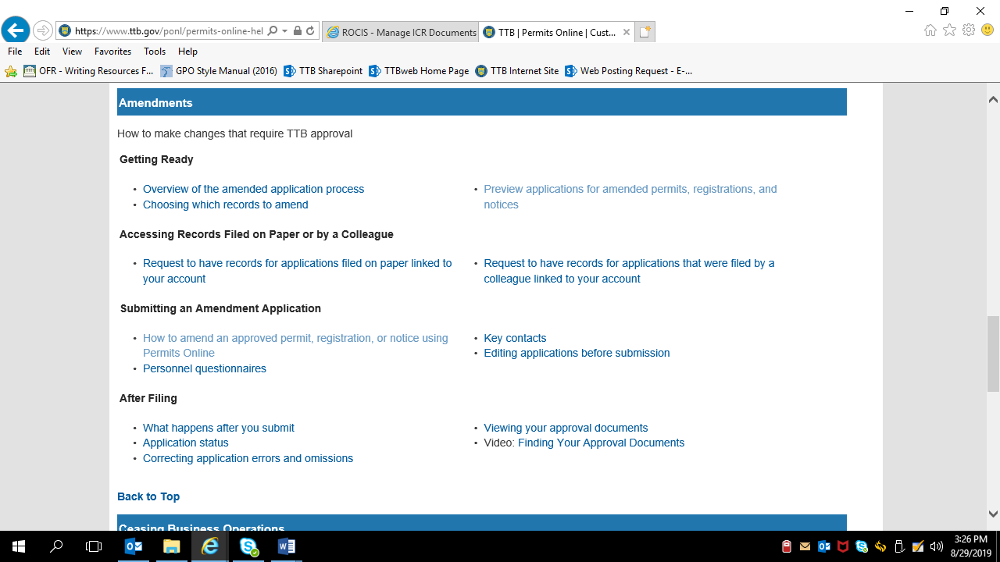 https://www.ttb.gov/ponl/permits-online-hel
ROCIS - Manage ICR Documents
TTB | Permits Online | Cust...
File Edit View Favorites Tools Help
OFR - Writing Resources F... GPO Style Manual (2016) TTB Sharepoint TTBweb Home Page TTB Internet Site Web Posting Request - E-...
Amendments
How to make changes that require TTB approval
Getting Ready
• Overview of the amended application process
• Choosing which records to amend
• Preview applications for amended permits, registrations, and
notices
Accessing Records Filed on Paper or by a Colleague
• Request to have records for applications filed on paper linked to
your account
• Request to have records for applications that were filed by a
colleague linked to your account
Submitting an Amendment Application
• How to amend an approved permit, registration, or notice using
Permits Online
• Personnel questionnaires
• Key contacts
• Editing applications before submission
After Filing
• What happens after you submit
• Application status
• Correcting application errors and omissions
• Viewing your approval documents
• Video: Finding Your Approval Documents
Back to Top
Ceasing Business Operations
3:26 PM
8/29/2019